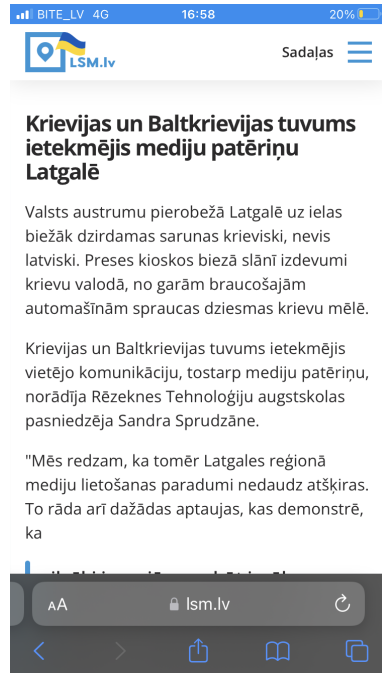 BITE_LV 4G 16:58 20%
LSM.lv
Sadaļas
Krievijas un Baltkrievijas tuvums
ietekmējis mediju patēriņu
Latgalē
Valsts austrumu pierobežā Latgalē uz ielas
biežāk dzirdamas sarunas krieviski, nevis
latviski. Preses kioskos biezā slānī izdevumi
krievu valodā, no garām braucošajām
automašīnām spraucas dziesmas krievu mēlē.
Krievijas un Baltkrievijas tuvums ietekmējis
vietējo komunikāciju, tostarp mediju patēriņu,
norādīja Rēzeknes Tehnoloģiju augstskolas
pasniedzēja Sandra Sprudzāne.
"Mēs redzam, ka tomēr Latgales reģionā
mediju lietošanas paradumi nedaudz atšķiras.
To rāda arī dažādas aptaujas, kas demonstrē,
ka
AA lsm.lv